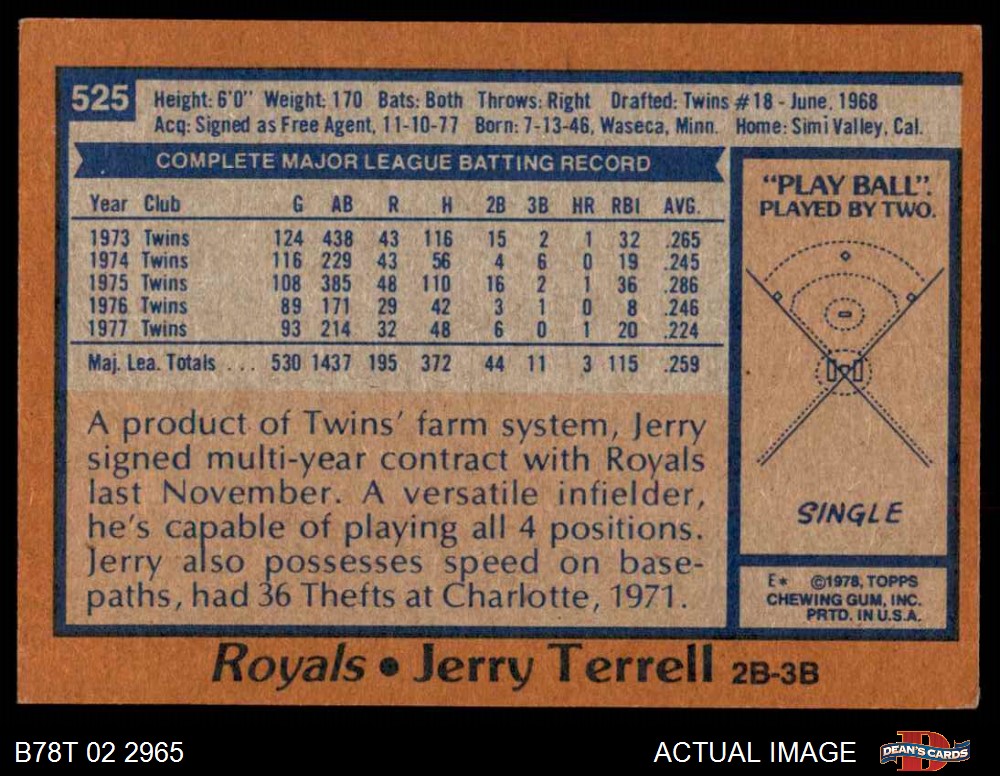 525
Height: 6'0" Weight: 170 Bats: Both Throws: Right Drafted: Twins #18 - June, 1968
Acq: Signed as Free Agent, 11-10-77 Born: 7-13-46, Waseca, Minn. Home: Simi Valley, Cal.
COMPLETE MAJOR LEAGUE BATTING RECORD
Year Club G AB R H 2B 3B HR RBI AVG.
1973 Twins 124 438 43 116 15 2 1 32 .265
1974 Twins 116 229 43 56 4 6 0 19 .245
1975 Twins 108 385 48 110 16 2 1 36 .286
1976 Twins 89 171 29 42 3 1 0 8 .246
1977 Twins 93 214 32 48 6 0 1 20 .224
Maj. Lea. Totals . . . 530 1437 195 372 44 11 3 115 .259
A product of Twins' farm system, Jerry
signed multi-year contract with Royals
last November. A versatile infielder,
he's capable of playing all 4 positions.
Jerry also possesses speed on base-
paths, had 36 Thefts at Charlotte, 1971.
"PLAY BALL".
PLAYED BY TWO.
SINGLE
E* ©1978, TOPPS
CHEWING GUM, INC.
PRTD. IN U.S.A.
Royals • Jerry Terrell 2B-3B
B78T 02 2965
ACTUAL IMAGE
D
DEAN'S CARDS